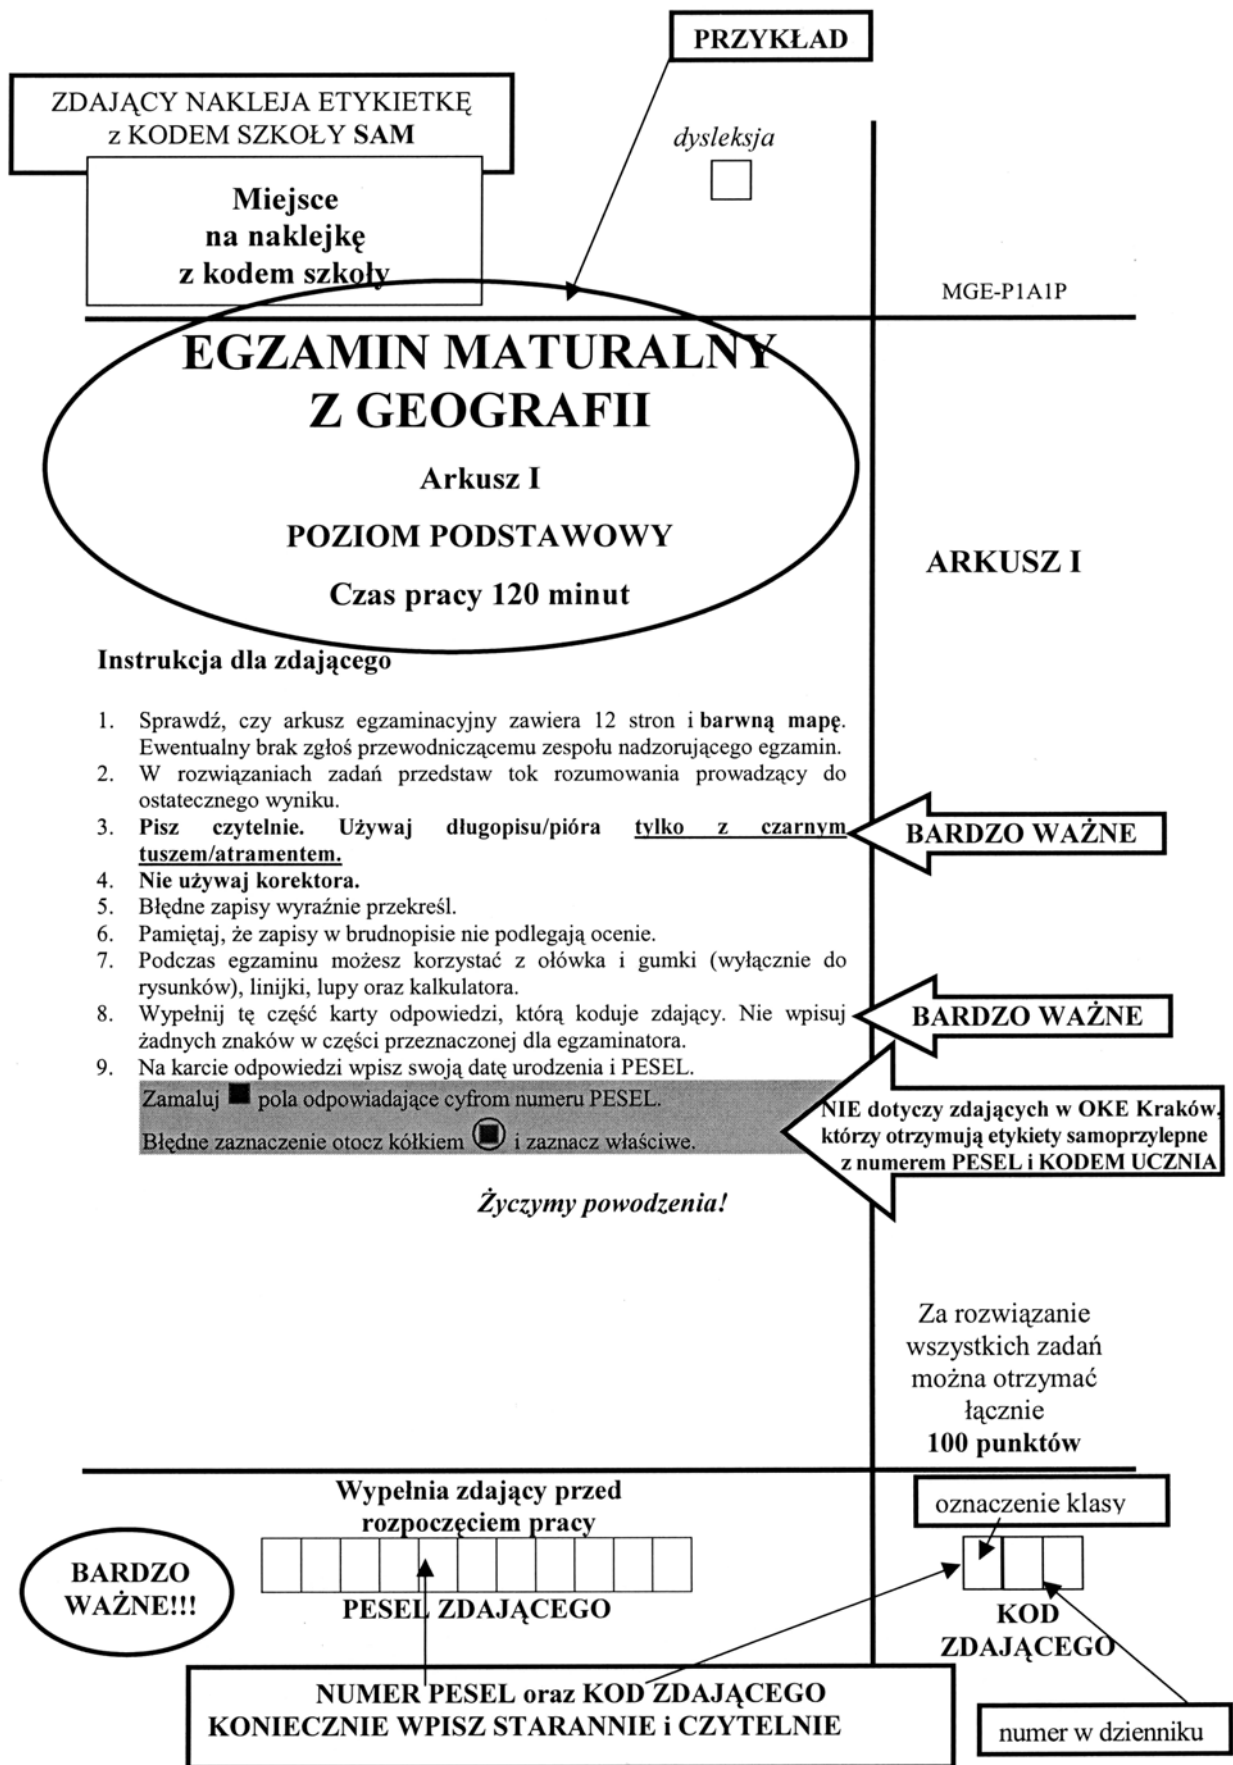 PRZYKŁAD
ZDAJĄCY NAKLEJA ETYKIETKĘ
z KODEM SZKOŁY SAM
dysleksja
Miejsce
na naklejkę
z kodem szkoły
MGE-P1A1P
EGZAMIN MATURALNY
Z GEOGRAFII
Arkusz I
POZIOM PODSTAWOWY
Czas pracy 120 minut
ARKUSZ I
Instrukcja dla zdającego
1. Sprawdź, czy arkusz egzaminacyjny zawiera 12 stron i barwną mapę.
Ewentualny brak zgłoś przewodniczącemu zespołu nadzorującego egzamin.
2. W rozwiązaniach zadań przedstaw tok rozumowania prowadzący do
ostatecznego wyniku.
3. Pisz czytelnie. Używaj długopisu/pióra tylko z czarnym
tuszem/atramentem.
BARDZO WAŻNE
4. Nie używaj korektora.
5. Błędne zapisy wyraźnie przekreśl.
6. Pamiętaj, że zapisy w brudnopisie nie podlegają ocenie.
7. Podczas egzaminu możesz korzystać z ołówka i gumki (wyłącznie do
rysunków), linijki, lupy oraz kalkulatora.
8. Wypełnij tę część karty odpowiedzi, którą koduje zdający. Nie wpisuj
żadnych znaków w części przeznaczonej dla egzaminatora.
BARDZO WAŻNE
9. Na karcie odpowiedzi wpisz swoją datę urodzenia i PESEL.
Zamaluj ■ pola odpowiadające cyfrom numeru PESEL.
Błędne zaznaczenie otocz kółkiem i zaznacz właściwe.
NIE dotyczy zdających w OKE Kraków,
którzy otrzymują etykiety samoprzylepne
z numerem PESEL i KODEM UCZNIA
Życzymy powodzenia!
Za rozwiązanie
wszystkich zadań
można otrzymać
łącznie
100 punktów
Wypełnia zdający przed
rozpoczęciem pracy
oznaczenie klasy
BARDZO
WAŻNE!!!
PESEL ZDAJĄCEGO
KOD
ZDAJĄCEGO
NUMER PESEL oraz KOD ZDAJĄCEGO
KONIECZNIE WPISZ STARANNIE i CZYTELNIE
numer w dzienniku